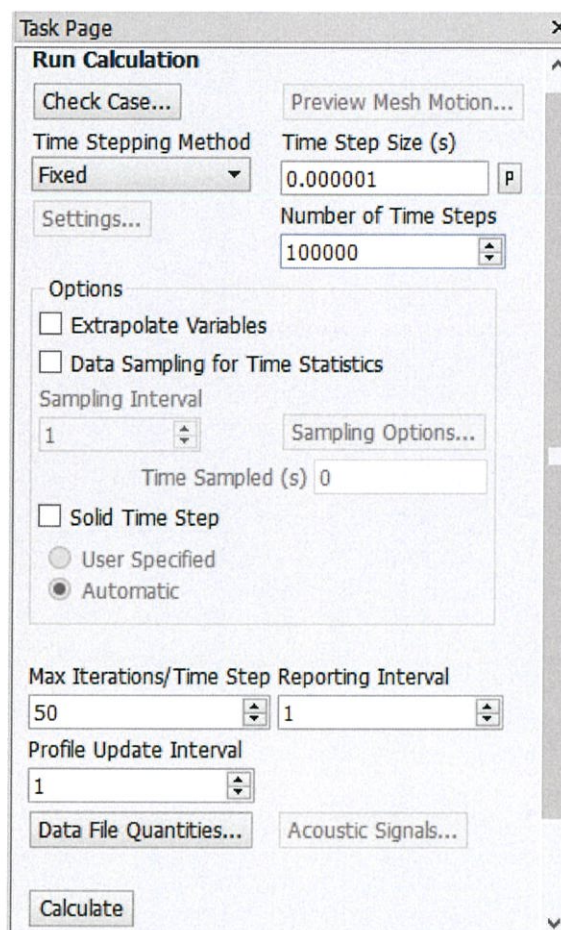 Task Page
Run Calculation
Check Case... Preview Mesh Motion...
Time Stepping Method Time Step Size (s)
Fixed 0.000001 P
Settings... Number of Time Steps
100000
Options
Extrapolate Variables
Data Sampling for Time Statistics
Sampling Interval
1 Sampling Options...
Time Sampled (s) 0
Solid Time Step
User Specified
Automatic
Max Iterations/Time Step Reporting Interval
50 1
Profile Update Interval
1
Data File Quantities... Acoustic Signals...
Calculate